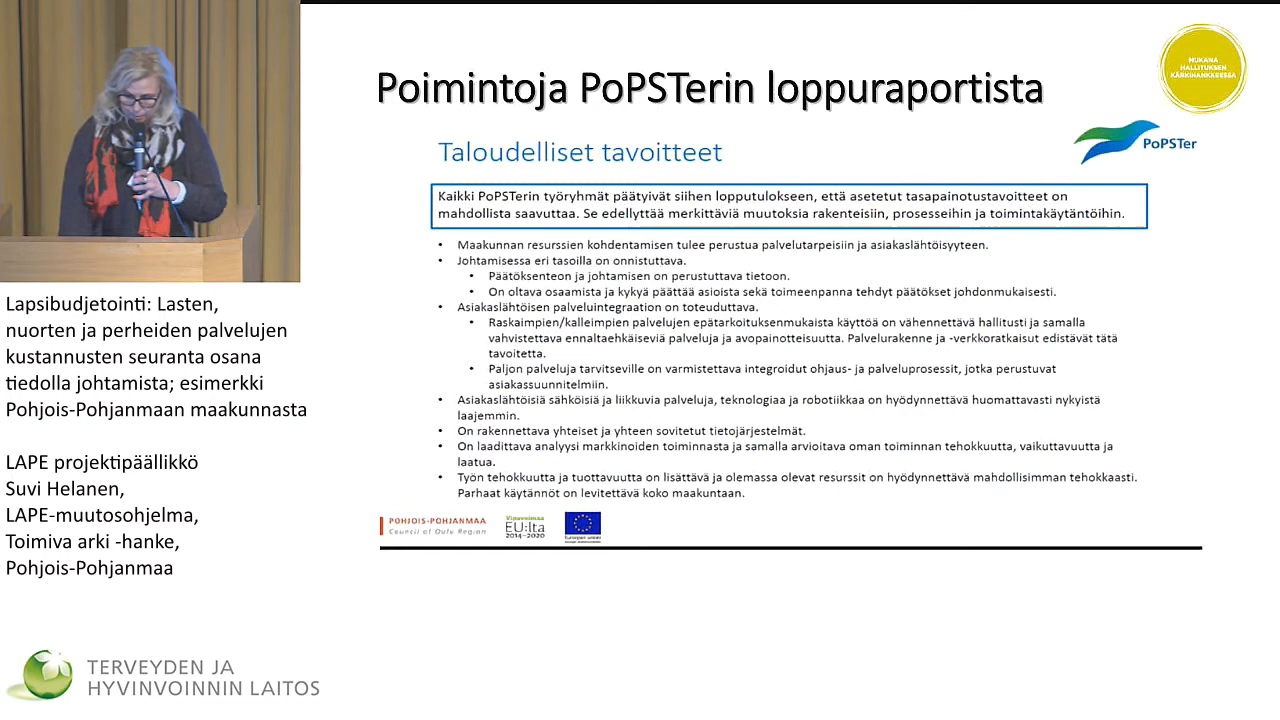 Poimintoja PoPSTerin loppuraportista
MUKANA
HALLITUKSEN
KÄRKIHANKKEESSA
PoPSTer
Taloudelliset tavoitteet
Kaikki PoPSTerin työryhmät päätyivät siihen lopputulokseen, että asetetut tasapainotustavoitteet on
mahdollista saavuttaa. Se edellyttää merkittäviä muutoksia rakenteisiin, prosesseihin ja toimintakäytäntöihin.
• Maakunnan resurssien kohdentamisen tulee perustua palvelutarpeisiin ja asiakaslähtöisyyteen.
• Johtamisessa eri tasoilla on onnistuttava.
• Päätöksenteon ja johtamisen on perustuttava tietoon.
• On oltava osaamista ja kykyä päättää asioista sekä toimeenpanna tehdyt päätökset johdonmukaisesti.
• Asiakaslähtöisen palveluintegraation on toteuduttava.
• Raskaimpien/kalleimpien palvelujen epätarkoituksenmukaista käyttöä on vähennettävä hallitusti ja samalla
vahvistettava ennaltaehkäiseviä palveluja ja avopainotteisuutta. Palvelurakenne ja -verkkoratkaisut edistävät tätä
tavoitetta.
• Paljon palveluja tarvitseville on varmistettava integroidut ohjaus- ja palveluprosessit, jotka perustuvat
asiakassuunnitelmiin.
• Asiakaslähtöisiä sähköisiä ja liikkuvia palveluja, teknologiaa ja robotiikkaa on hyödynnettävä huomattavasti nykyistä
laajemmin.
• On rakennettava yhteiset ja yhteen sovitetut tietojärjestelmät.
• On laadittava analyysi markkinoiden toiminnasta ja samalla arvioitava oman toiminnan tehokkuutta, vaikuttavuutta ja
laatua.
• Työn tehokkuutta ja tuottavuutta on lisättävä ja olemassa olevat resurssit on hyödynnettävä mahdollisimman tehokkaasti.
Parhaat käytännöt on levitettävä koko maakuntaan.
POHJOIS-POHJANMAA
Council of Oulu Region
Vipuvoimaa
EU:lta
2014–2020
Euroopan unioni
Lapsibudjetointi: Lasten,
nuorten ja perheiden palvelujen
kustannusten seuranta osana
tiedolla johtamista; esimerkki
Pohjois-Pohjanmaan maakunnasta
LAPE projektipäällikkö
Suvi Helanen,
LAPE-muutosohjelma,
Toimiva arki -hanke,
Pohjois-Pohjanmaa
TERVEYDEN JA
HYVINVOINNIN LAITOS